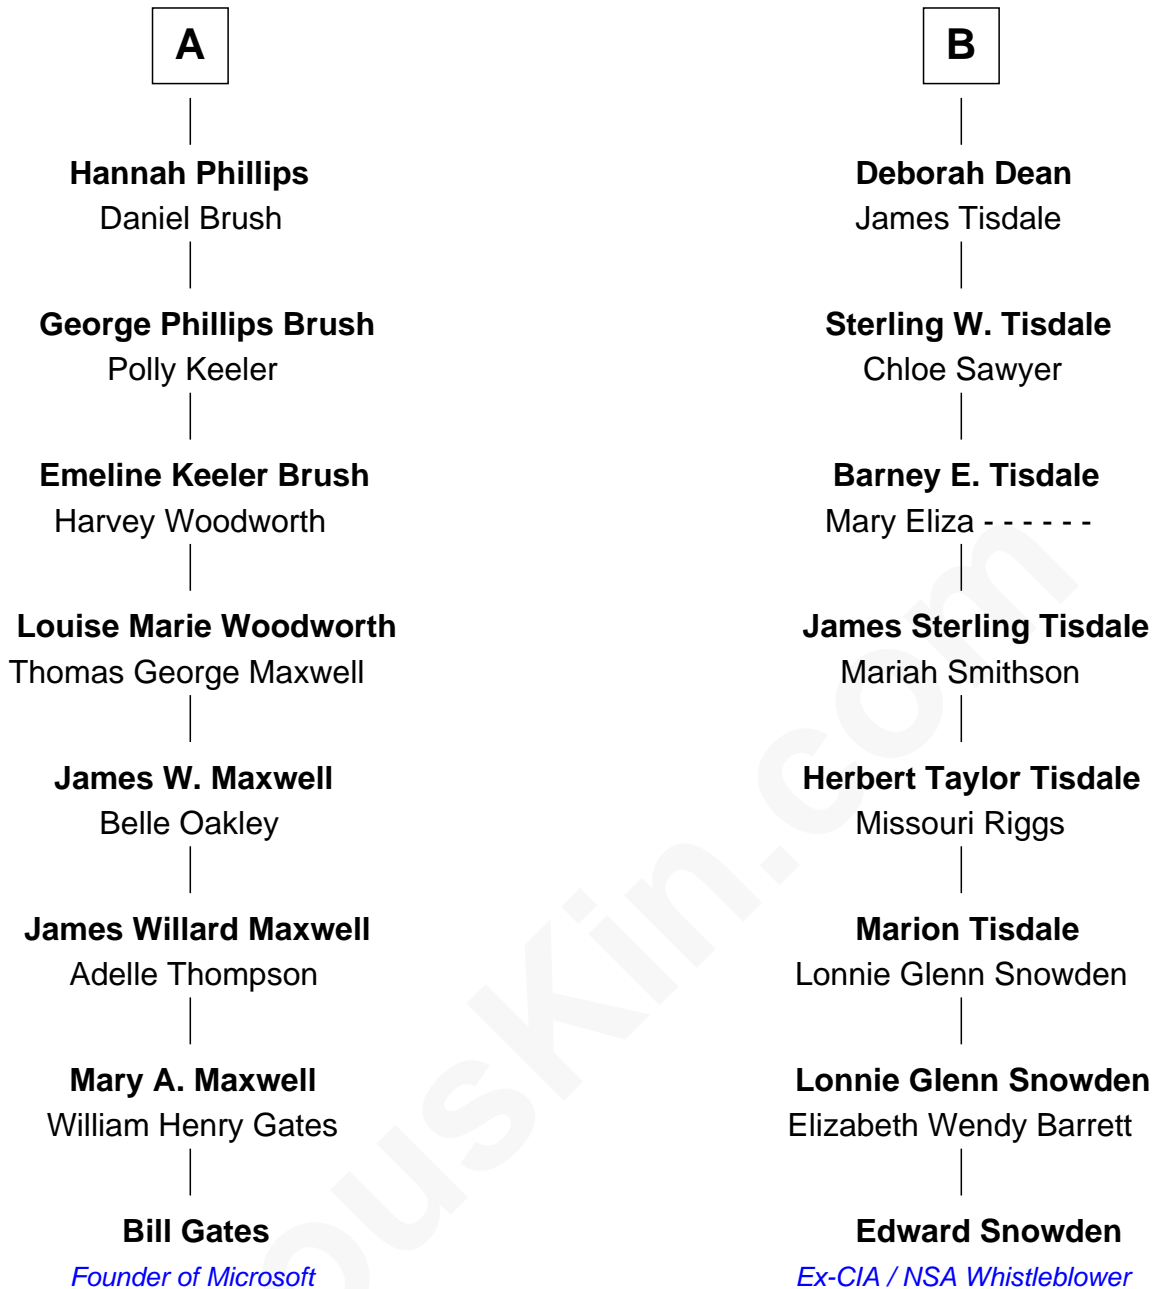 A
Hannah Phillips
Daniel Brush
George Phillips Brush
Polly Keeler
Emeline Keeler Brush
Harvey Woodworth
Louise Marie Woodworth
Thomas George Maxwell
James W. Maxwell
Belle Oakley
James Willard Maxwell
Adelle Thompson
Mary A. Maxwell
William Henry Gates
Bill Gates
Founder of Microsoft
B
Deborah Dean
James Tisdale
Sterling W. Tisdale
Chloe Sawyer
Barney E. Tisdale
Mary Eliza - - - - - -
James Sterling Tisdale
Mariah Smithson
Herbert Taylor Tisdale
Missouri Riggs
Marion Tisdale
Lonnie Glenn Snowden
Lonnie Glenn Snowden
Elizabeth Wendy Barrett
Edward Snowden
Ex-CIA / NSA Whistleblower
ousKin.com